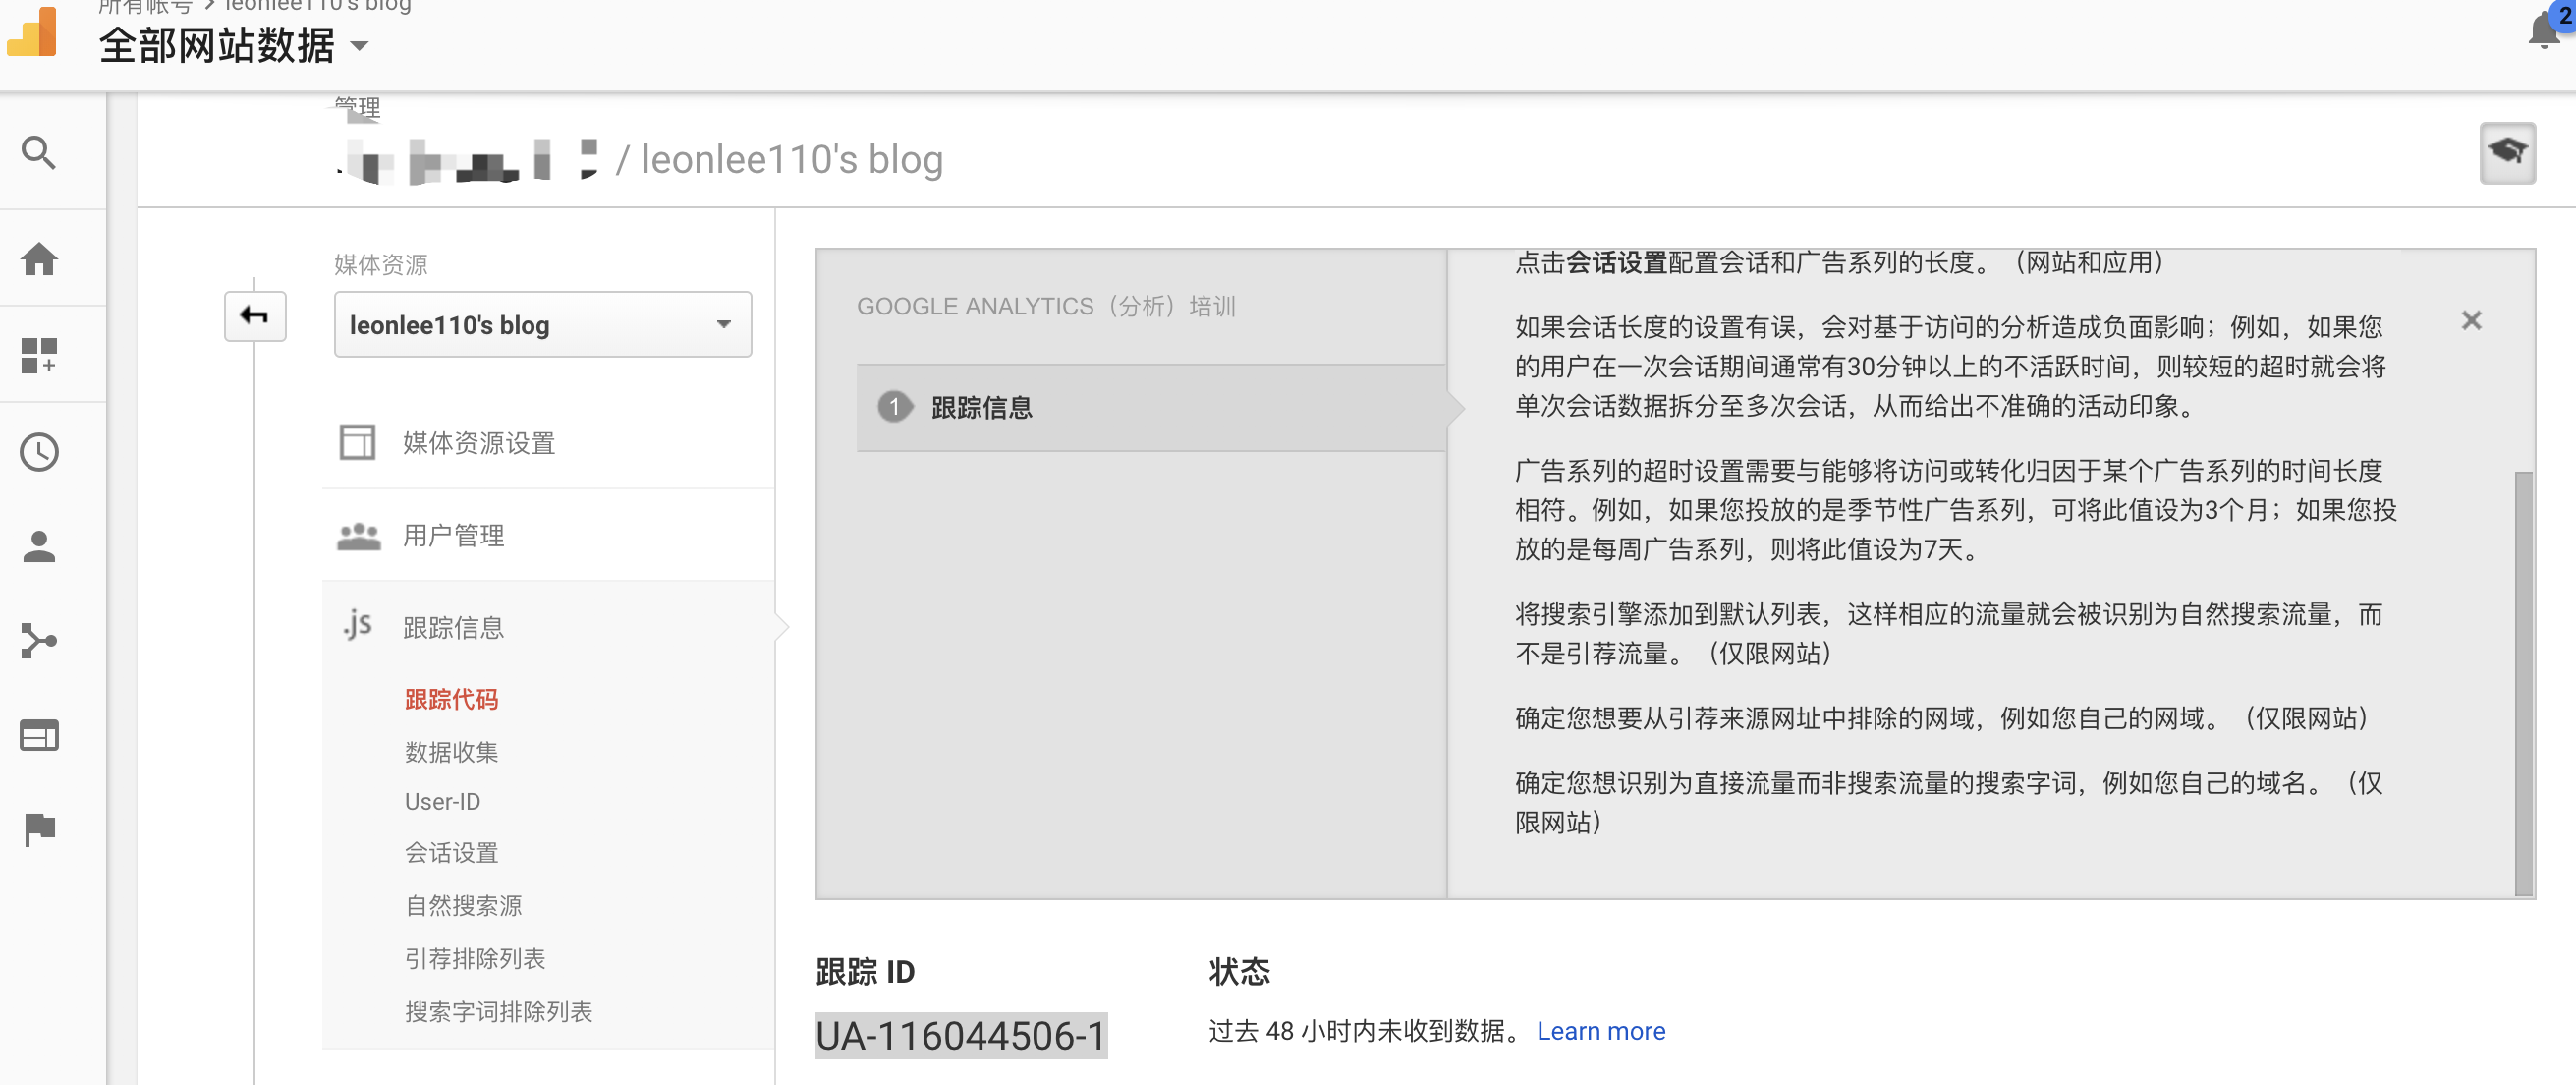 所有帐号 > leonlee110's blog
全部网站数据
2
管理
/ leonlee110's blog
媒体资源
leonlee110's blog
媒体资源设置
用户管理
.js 跟踪信息
跟踪代码
数据收集
User-ID
会话设置
自然搜索源
引荐排除列表
搜索字词排除列表
GOOGLE ANALYTICS（分析）培训
1 跟踪信息
点击会话设置配置会话和广告系列的长度。（网站和应用）
如果会话长度的设置有误，会对基于访问的分析造成负面影响；例如，如果您
的用户在一次会话期间通常有30分钟以上的不活跃时间，则较短的超时就会将
单次会话数据拆分至多次会话，从而给出不准确的活动印象。
广告系列的超时设置需要与能够将访问或转化归因于某个广告系列的时间长度
相符。例如，如果您投放的是季节性广告系列，可将此值设为3个月；如果您投
放的是每周广告系列，则将此值设为7天。
将搜索引擎添加到默认列表，这样相应的流量就会被识别为自然搜索流量，而
不是引荐流量。（仅限网站）
确定您想要从引荐来源网址中排除的网域，例如您自己的网域。（仅限网站）
确定您想识别为直接流量而非搜索流量的搜索字词，例如您自己的域名。（仅
限网站）
跟踪 ID
UA-116044506-1
状态
过去 48 小时内未收到数据。 Learn more